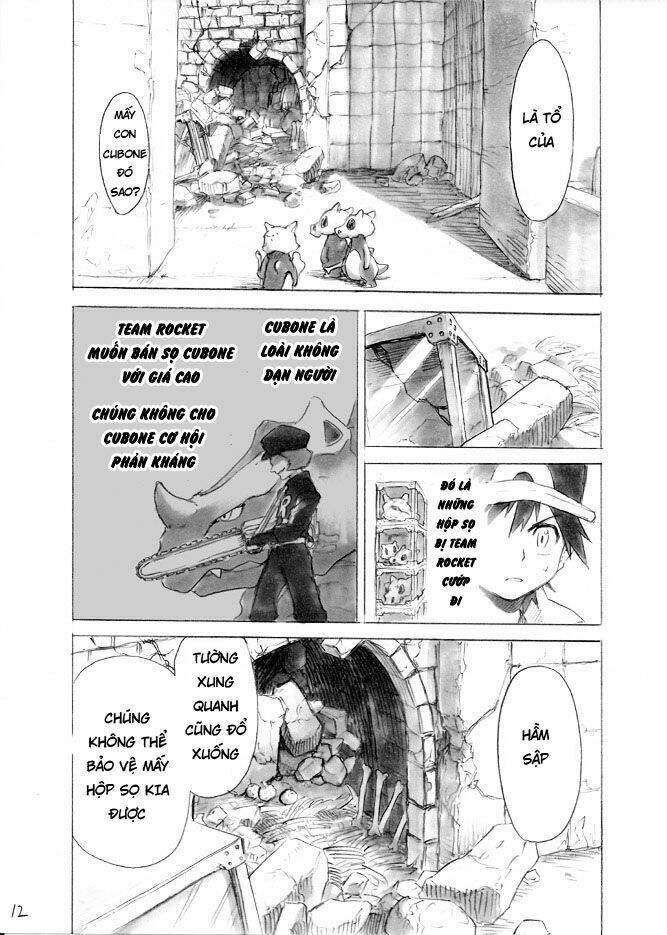 LÀ TỔ
CỦA
MẤY
CON
CUBONE
ĐÓ
SAO?
CUBONE LÀ
LOÀI KHÔNG
DẠN NGƯỜI
TEAM ROCKET
MUỐN BÁN SỌ CUBONE
VỚI GIÁ CAO
CHÚNG KHÔNG CHO
CUBONE CƠ HỘI
PHẢN KHÁNG
R
ĐÓ LÀ
NHỮNG
HỘP SỌ
BỊ TEAM
ROCKET
CƯỚP
ĐI
HẦM
SẬP
TƯỜNG
XUNG
QUANH
CŨNG ĐỔ
XUỐNG
CHÚNG
KHÔNG THỂ
BẢO VỆ MẤY
HỘP SỌ KIA
ĐƯỢC
12